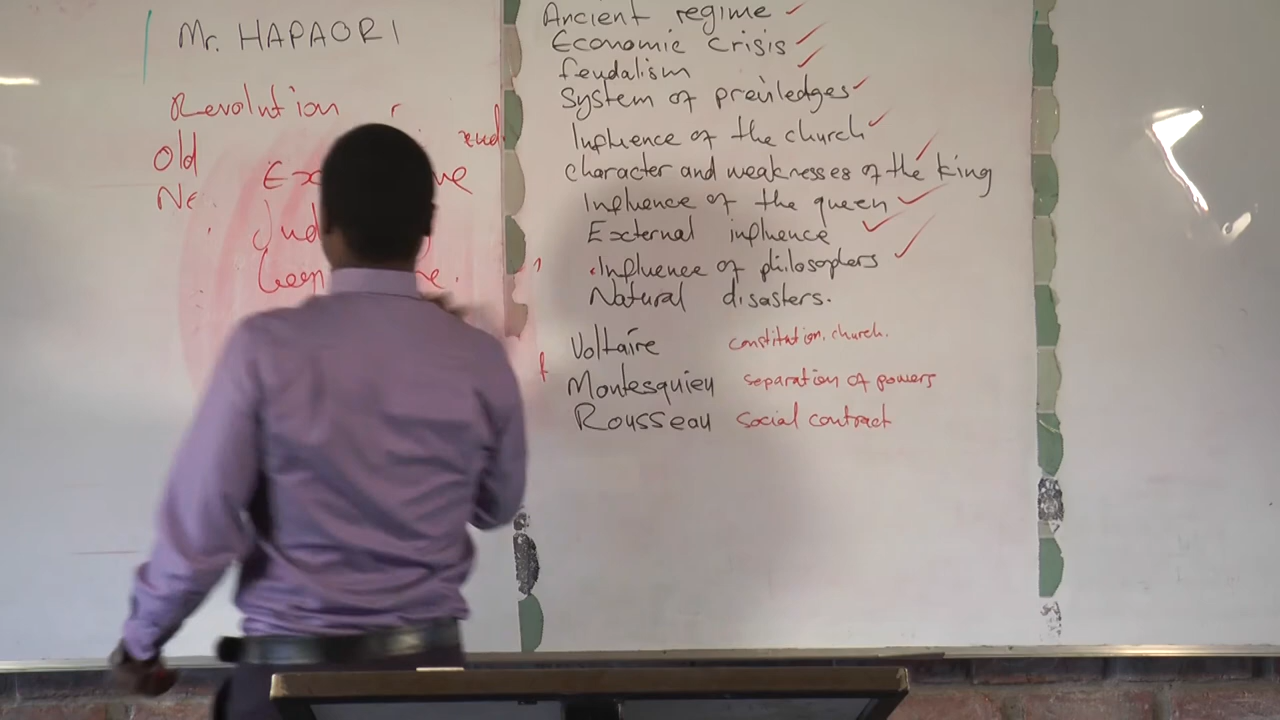 Mr. HAPAORI
Revolution
Old
Ancient regime
Economic crisis
feudalism
System of preuledges
Influence of the church
character and weaknesses of the king
Influence of the queen
External influence
Influence of philosophers
Natural disasters.
Voltaire constitution, church.
Montesquieu separation of powers
Rousseau social contract